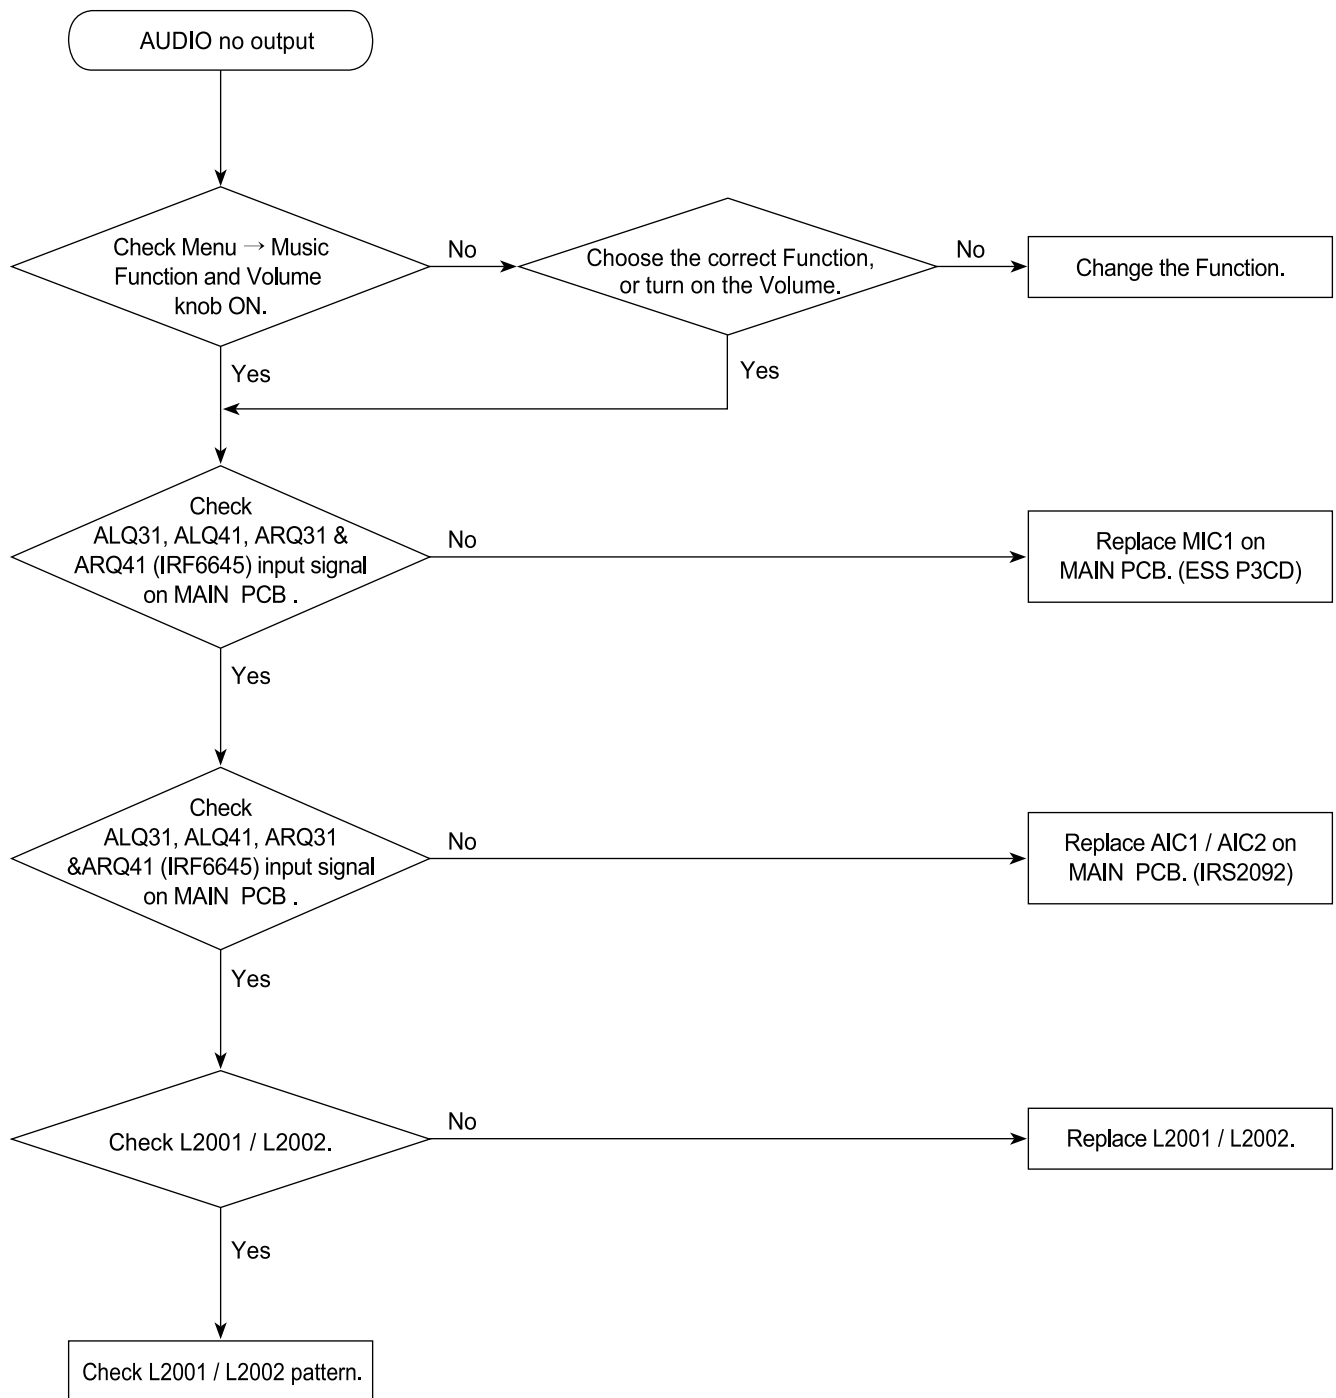 AUDIO no output
Check Menu → Music
Function and Volume
knob ON.
No
Choose the correct Function,
or turn on the Volume.
No
Change the Function.
Yes
Yes
Check
ALQ31, ALQ41, ARQ31 &
ARQ41 (IRF6645) input signal
on MAIN PCB .
No
Replace MIC1 on
MAIN PCB. (ESS P3CD)
Yes
Check
ALQ31, ALQ41, ARQ31
&ARQ41 (IRF6645) input signal
on MAIN PCB .
No
Replace AIC1 / AIC2 on
MAIN PCB. (IRS2092)
Yes
Check L2001 / L2002.
No
Replace L2001 / L2002.
Yes
Check L2001 / L2002 pattern.